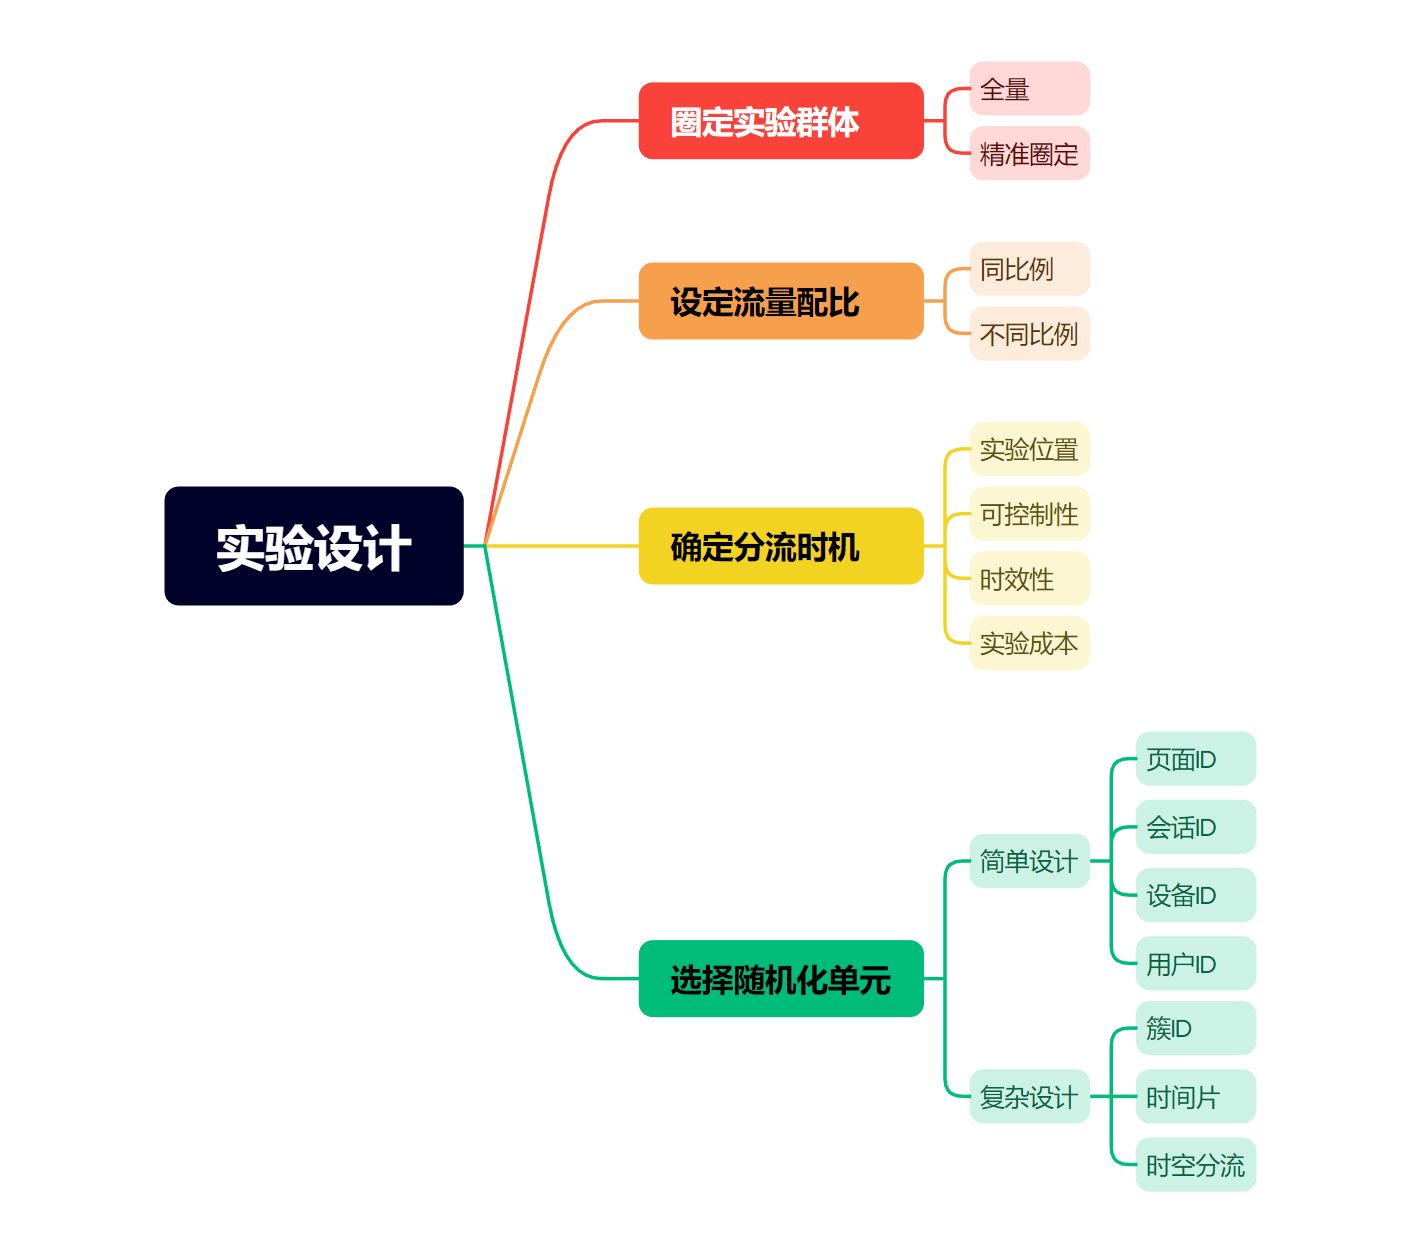 实验设计
圈定实验群体
全量
精准圈定
设定流量配比
同比例
不同比例
确定分流时机
实验位置
可控制性
时效性
实验成本
选择随机化单元
简单设计
页面ID
会话ID
设备ID
用户ID
复杂设计
簇ID
时间片
时空分流